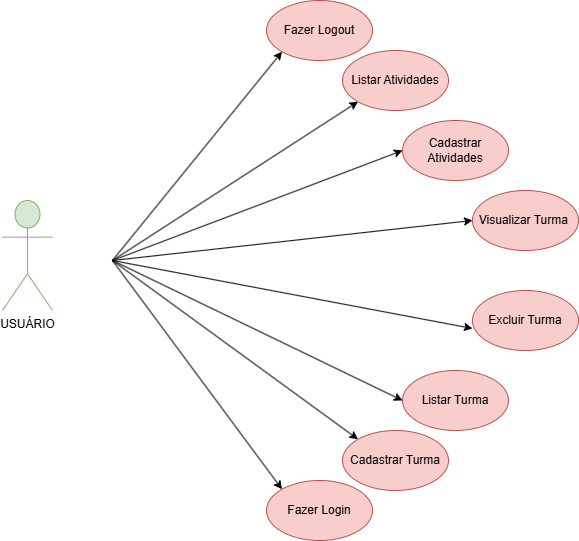 Fazer Logout
Listar Atividades
Cadastrar
Atividades
Visualizar Turma
USUÁRIO
Excluir Turma
Listar Turma
Cadastrar Turma
Fazer Login